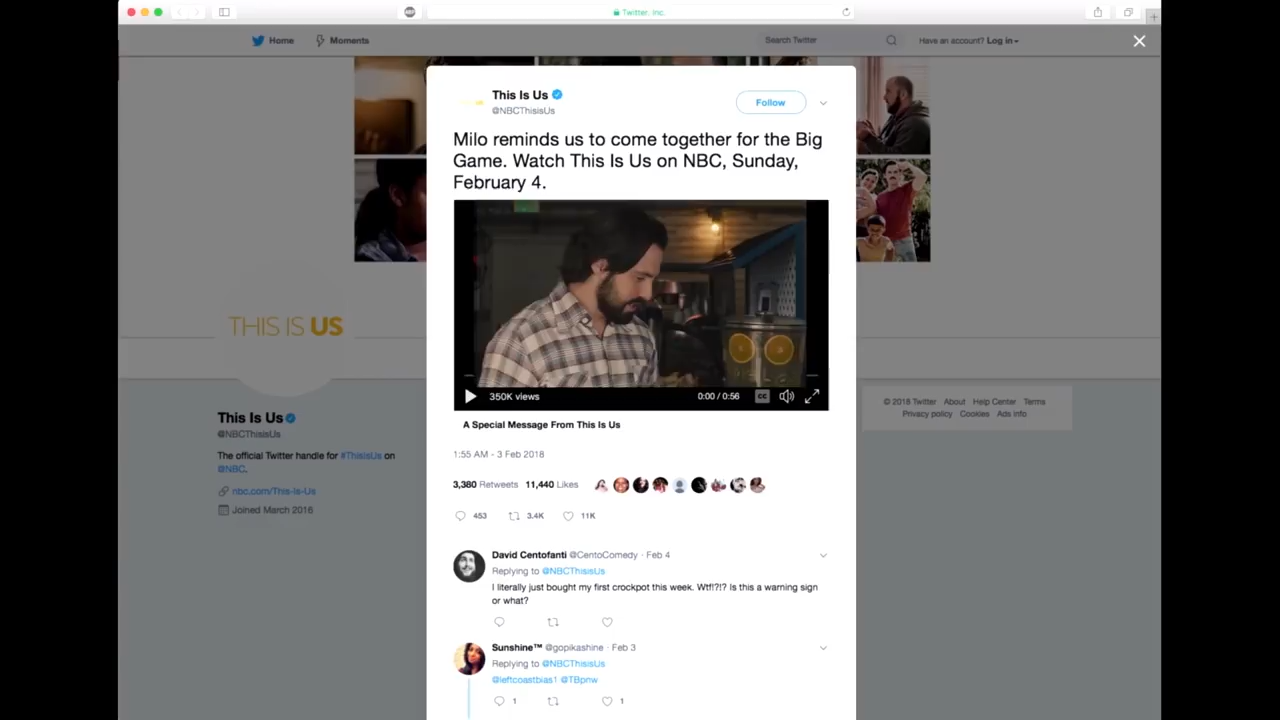 Twitter, Inc.
Home
Moments
Search Twitter
Have an account? Log in
This Is Us
@NBCThisisUs
Follow
Milo reminds us to come together for the Big
Game. Watch This Is Us on NBC, Sunday,
February 4.
350K views
0:00 / 0:56
CC
A Special Message From This Is Us
1:55 AM - 3 Feb 2018
3,380 Retweets 11,440 Likes
453
3.4K
11K
David Centofanti @CentoComedy · Feb 4
Replying to @NBCThisisUs
I literally just bought my first crockpot this week. Wtf!?!? Is this a warning sign
or what?
Sunshine™ @gopikashine · Feb 3
Replying to @NBCThisisUs
@leftcoastbias1 @TBpnw
1
1
THIS IS US
This Is Us
@NBCThisisUs
The official Twitter handle for #ThisIsUs on
@NBC.
nbc.com/This-Is-Us
Joined March 2016
© 2018 Twitter About Help Center Terms
Privacy policy Cookies Ads info